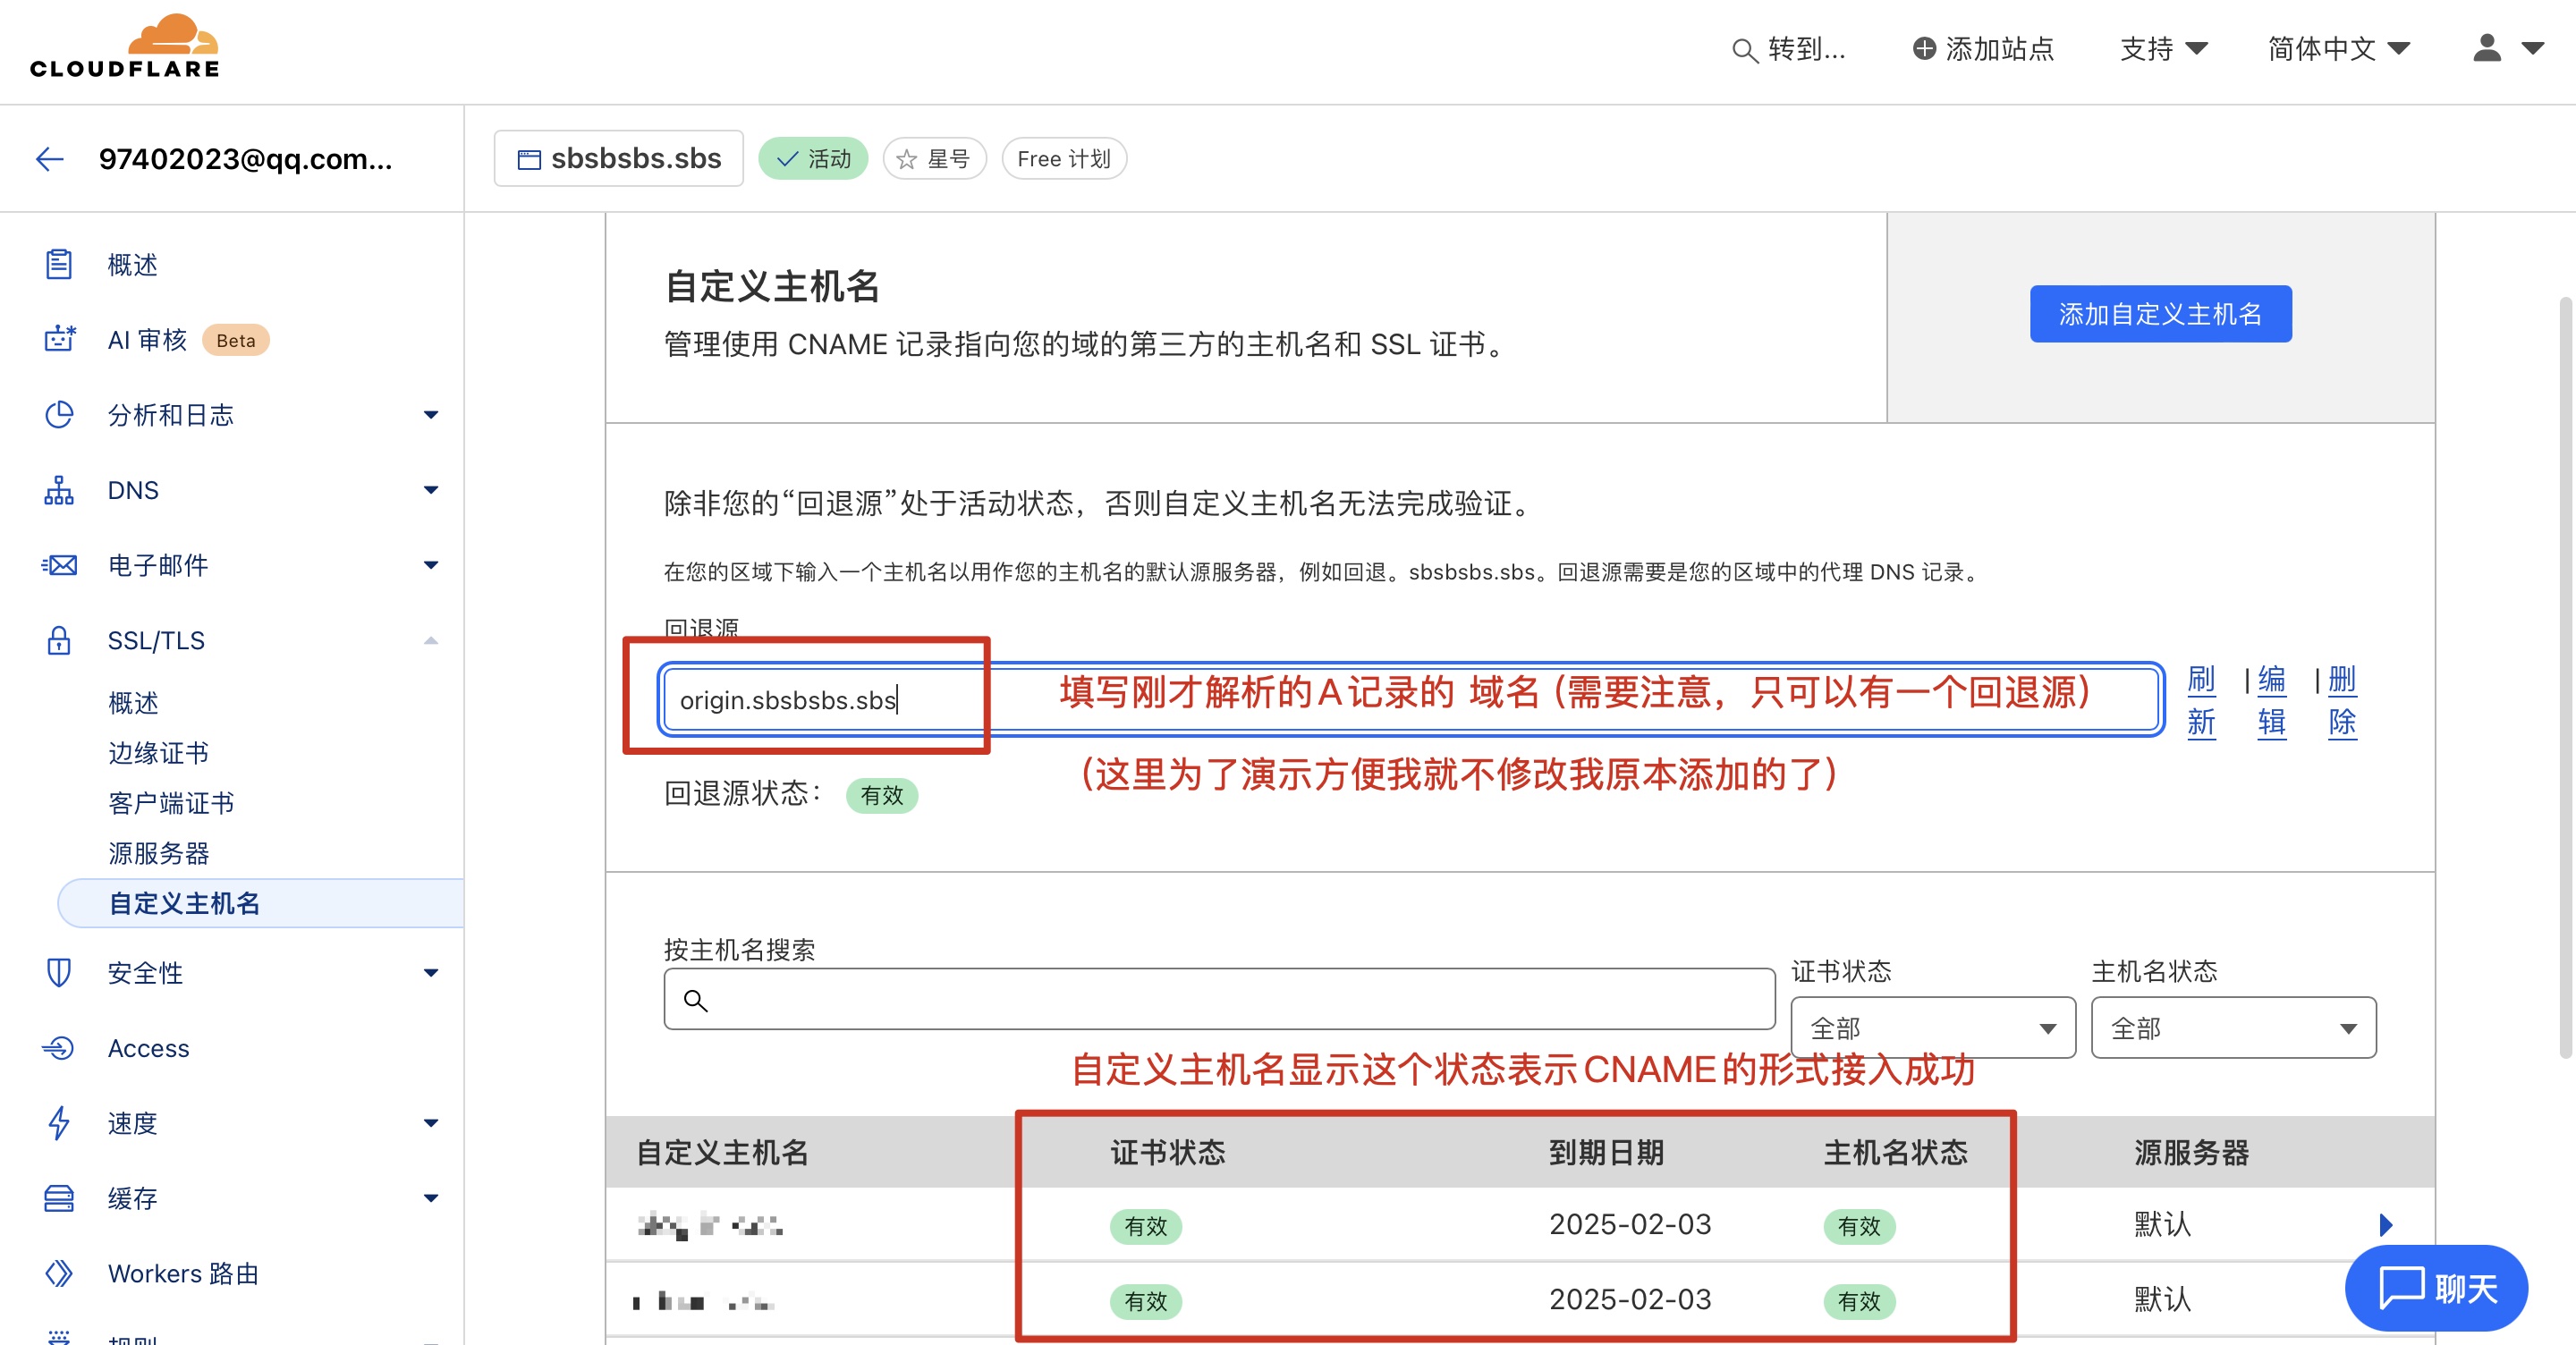 CLOUDFLARE
转到...
添加站点
支持
简体中文
97402023@qq.com...
sbsbsbs.sbs
活动
星号
Free 计划
概述
AI 审核 Beta
分析和日志
DNS
电子邮件
SSL/TLS
概述
边缘证书
客户端证书
源服务器
自定义主机名
安全性
Access
速度
缓存
Workers 路由
规则
自定义主机名
管理使用 CNAME 记录指向您的域的第三方的主机名和 SSL 证书。
添加自定义主机名
除非您的“回退源”处于活动状态，否则自定义主机名无法完成验证。
在您的区域下输入一个主机名以用作您的主机名的默认源服务器，例如回退。sbsbsbs.sbs。回退源需要是您的区域中的代理 DNS 记录。
回退源
origin.sbsbsbs.sbs
填写刚才解析的A记录的 域名（需要注意，只可以有一个回退源）
刷新 | 编辑 | 删除
（这里为了演示方便我就不修改我原本添加的了）
回退源状态： 有效
按主机名搜索
证书状态
主机名状态
全部
全部
自定义主机名显示这个状态表示CNAME的形式接入成功
自定义主机名 证书状态 到期日期 主机名状态 源服务器
有效 2025-02-03 有效 默认
有效 2025-02-03 有效 默认
聊天